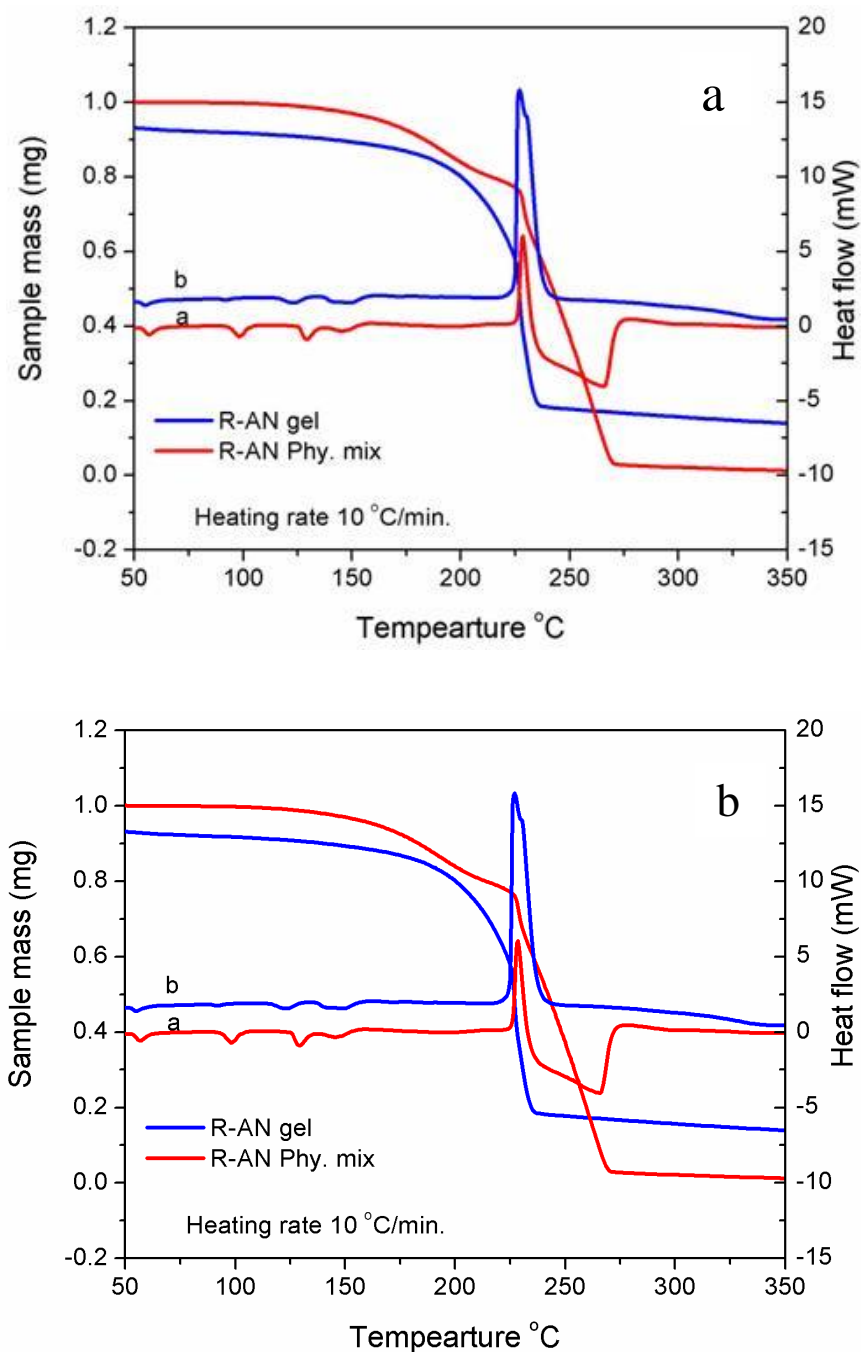 a
1.2
1.0
0.8
0.6
0.4
0.2
0.0
-0.2
Sample mass (mg)
20
15
10
5
0
-5
-10
-15
Heat flow (mW)
b
a
R-AN gel
R-AN Phy. mix
Heating rate 10 °C/min.
50 100 150 200 250 300 350
Tempearture °C
b
1.2
1.0
0.8
0.6
0.4
0.2
0.0
-0.2
Sample mass (mg)
20
15
10
5
0
-5
-10
-15
Heat flow (mW)
b
a
R-AN gel
R-AN Phy. mix
Heating rate 10 °C/min.
50 100 150 200 250 300 350
Tempearture °C